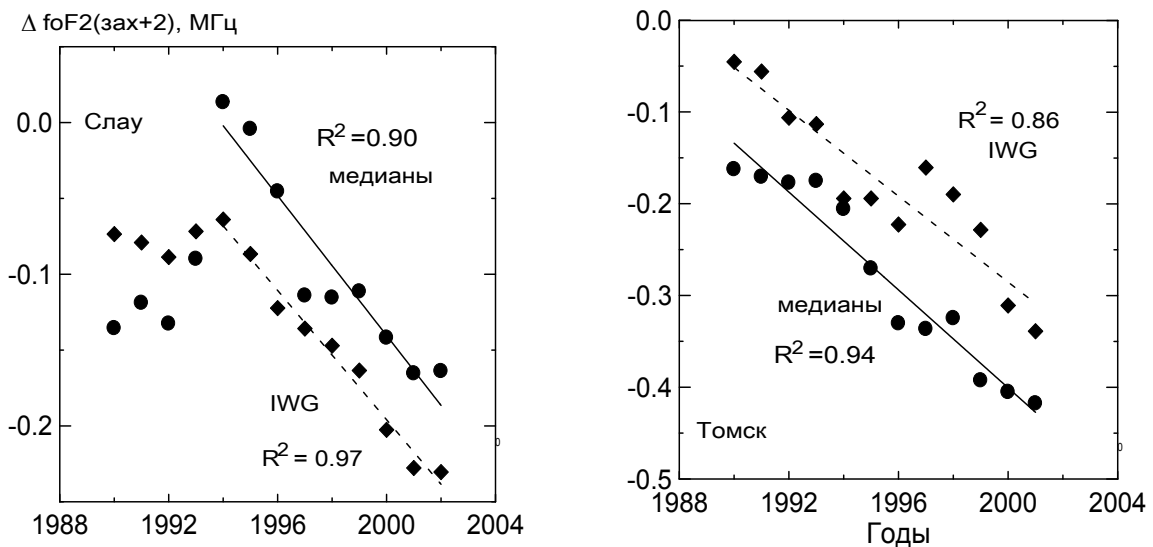 Δ foF2(зах+2), МГц
0.0
-0.1
-0.2
Слау
R2 =0.90
медианы
IWG
R2 = 0.97
0
1988 1992 1996 2000 2004
0.0
-0.1
-0.2
-0.3
-0.4
-0.5
R2 = 0.86
IWG
медианы
R2 =0.94
Томск
0
1988 1992 1996 2000 2004
Годы